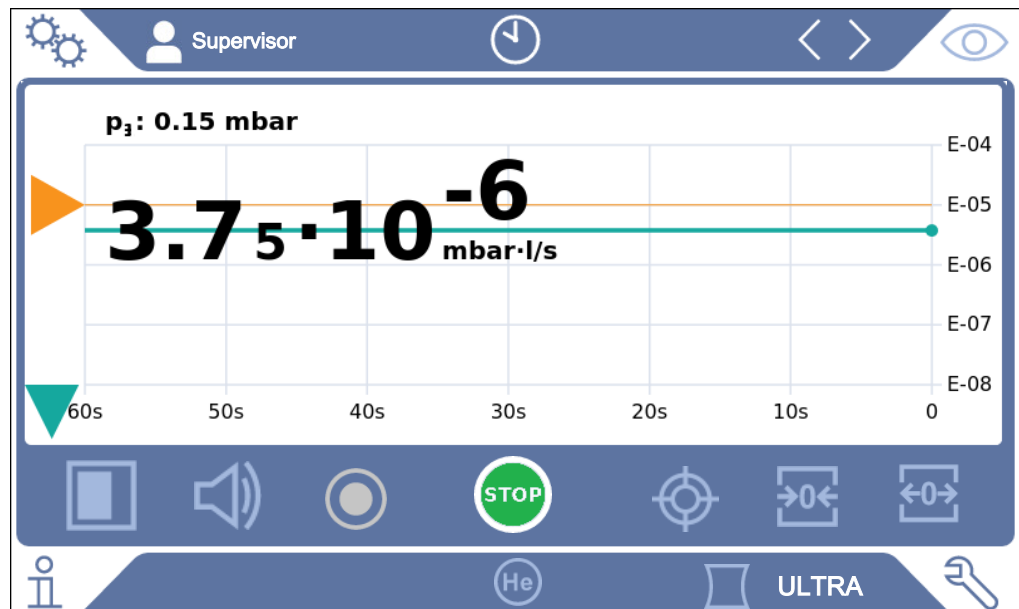 Supervisor
p₃: 0.15 mbar
3.75·10⁻⁶ mbar·l/s
E-04
E-05
E-06
E-07
E-08
60s 50s 40s 30s 20s 10s 0
STOP
→0←
←0→
He
ULTRA